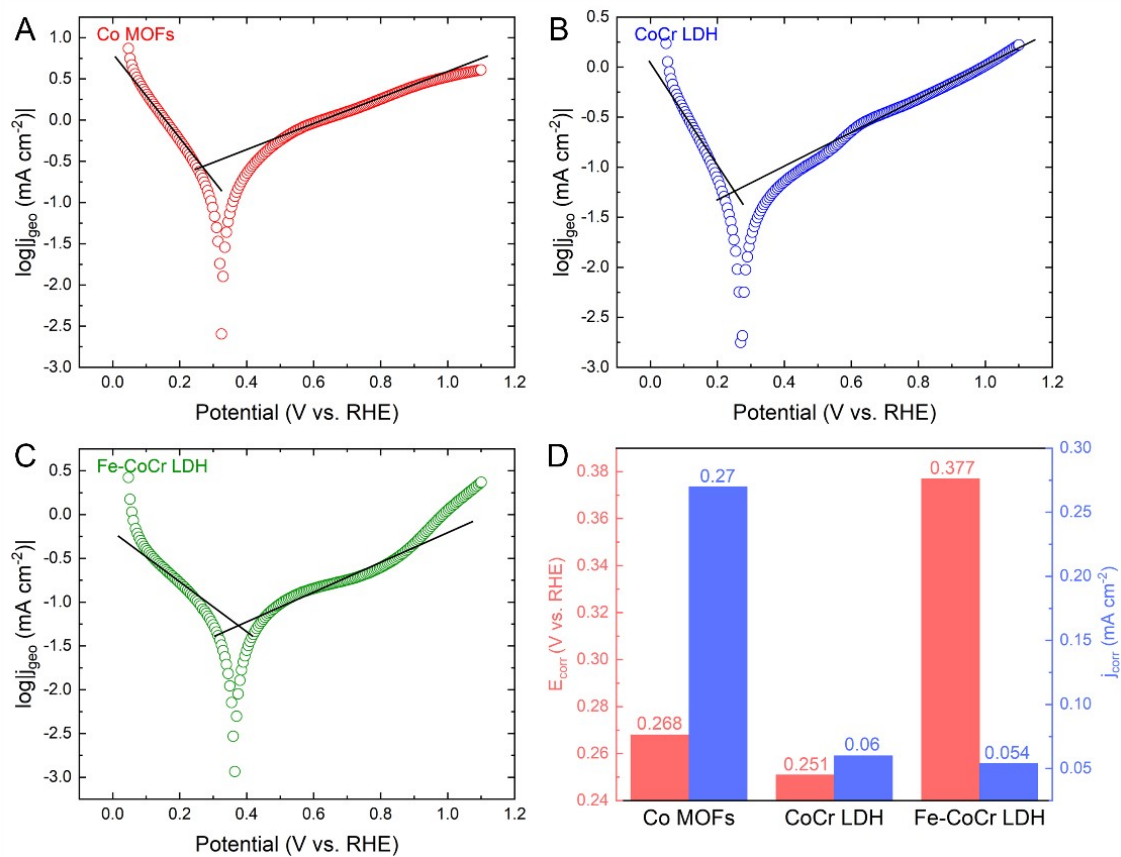 A
Co MOFs
log|j_geo (mA cm⁻²)|
1.0
0.5
0.0
-0.5
-1.0
-1.5
-2.0
-2.5
-3.0
0.0 0.2 0.4 0.6 0.8 1.0 1.2
Potential (V vs. RHE)
B
CoCr LDH
log|j_geo (mA cm⁻²)|
0.5
0.0
-0.5
-1.0
-1.5
-2.0
-2.5
-3.0
0.0 0.2 0.4 0.6 0.8 1.0 1.2
Potential (V vs. RHE)
C
Fe-CoCr LDH
log|j_geo (mA cm⁻²)|
0.5
0.0
-0.5
-1.0
-1.5
-2.0
-2.5
-3.0
0.0 0.2 0.4 0.6 0.8 1.0 1.2
Potential (V vs. RHE)
D
E_corr (V vs. RHE)
0.38
0.36
0.34
0.32
0.30
0.28
0.26
0.24
0.268
0.27
0.251
0.06
0.377
0.054
Co MOFs CoCr LDH Fe-CoCr LDH
0.30
0.25
0.20
0.15
0.10
0.05
j_corr (mA cm⁻²)